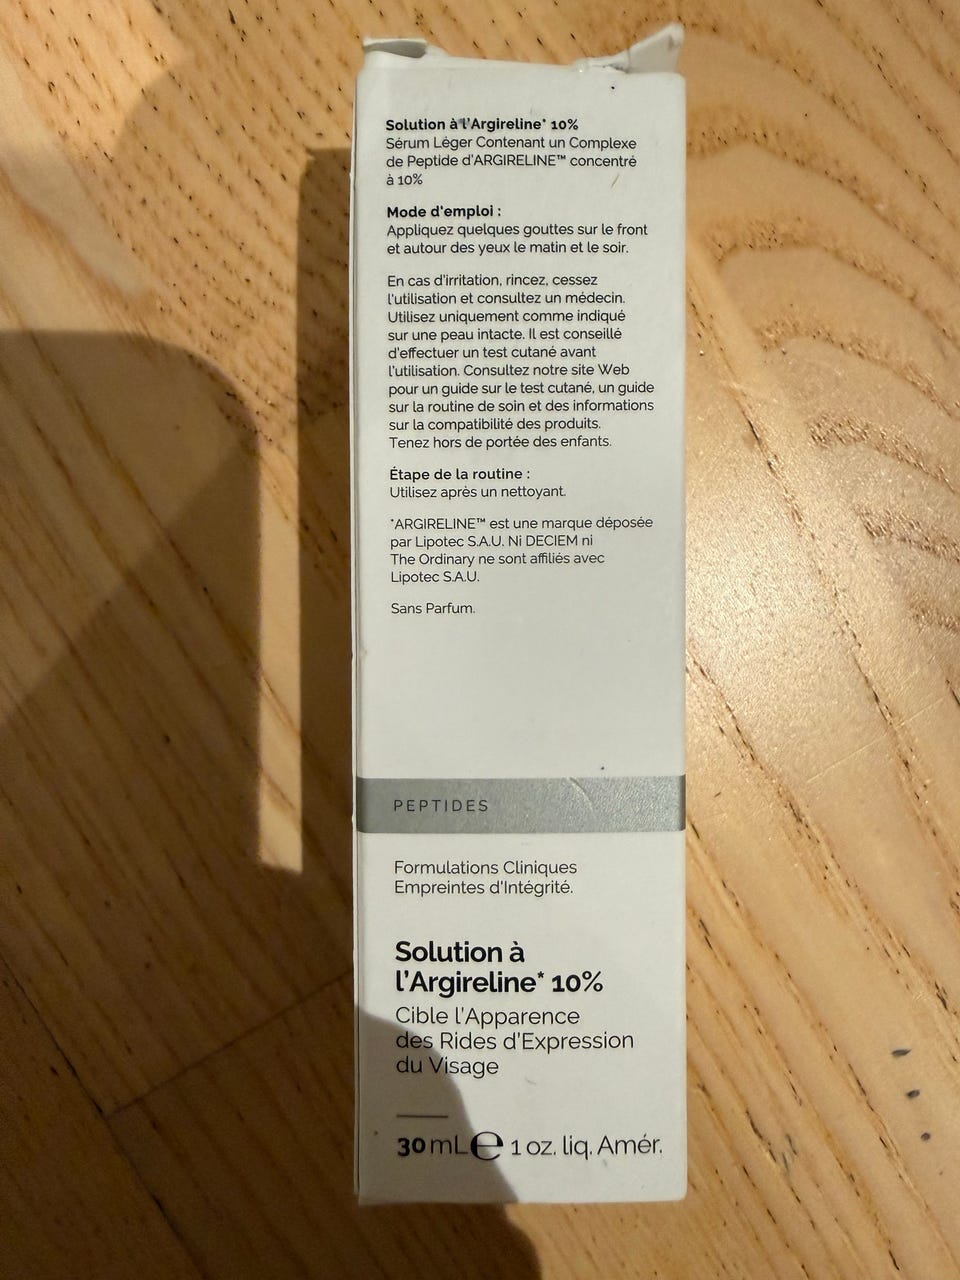 Solution à l'Argireline* 10%
Sérum Léger Contenant un Complexe
de Peptide d'ARGIRELINE™ concentré
à 10%
Mode d'emploi :
Appliquez quelques gouttes sur le front
et autour des yeux le matin et le soir.
En cas d'irritation, rincez, cessez
l'utilisation et consultez un médecin.
Utilisez uniquement comme indiqué
sur une peau intacte. Il est conseillé
d'effectuer un test cutané avant
l'utilisation. Consultez notre site Web
pour un guide sur le test cutané, un guide
sur la routine de soin et des informations
sur la compatibilité des produits.
Tenez hors de portée des enfants.
Étape de la routine :
Utilisez après un nettoyant.
*ARGIRELINE™ est une marque déposée
par Lipotec S.A.U. Ni DECIEM ni
The Ordinary ne sont affiliés avec
Lipotec S.A.U.
Sans Parfum.
PEPTIDES
Formulations Cliniques
Empreintes d'Intégrité.
Solution à
l'Argireline* 10%
Cible l'Apparence
des Rides d'Expression
du Visage
30 mL ℮ 1 oz. liq. Amér.